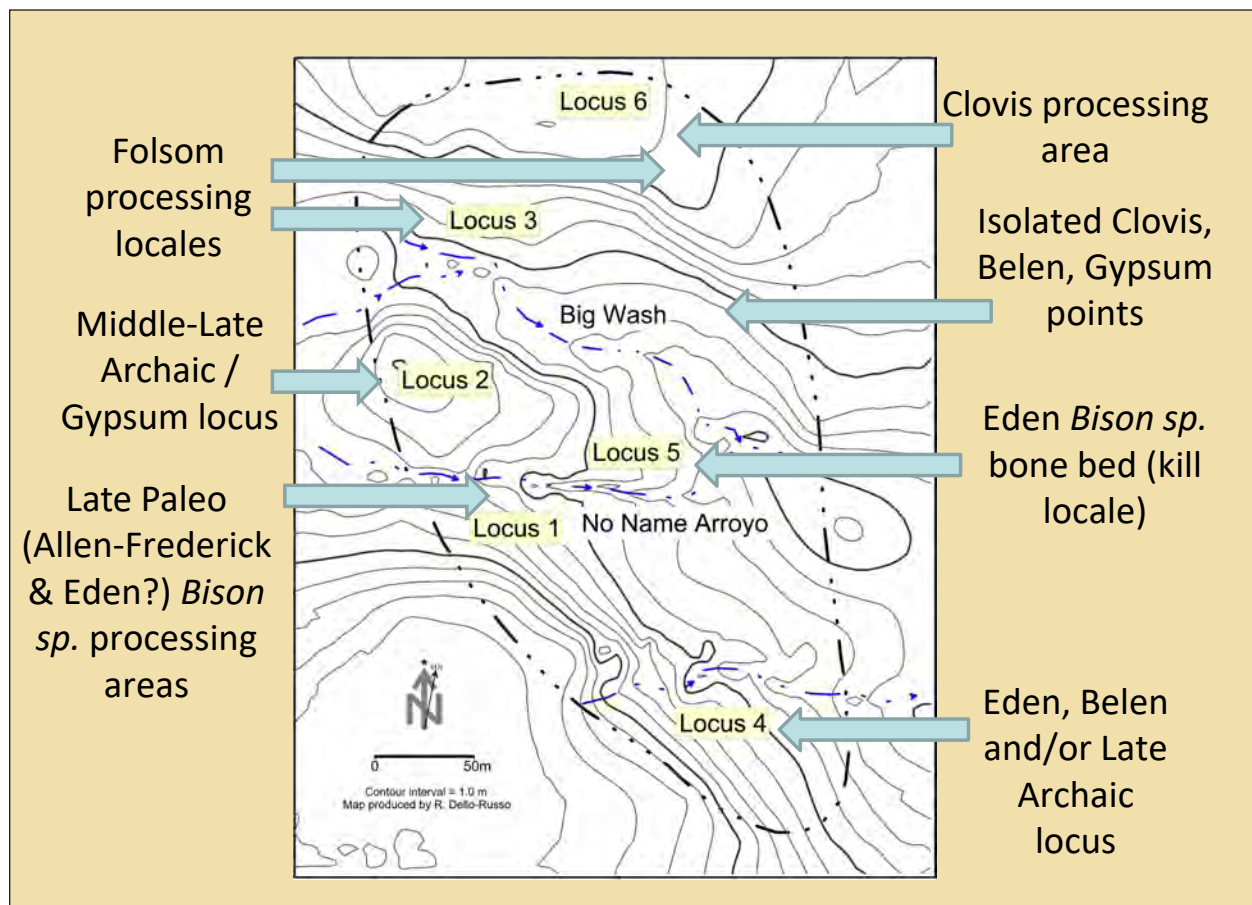 Folsom
processing
locales
Middle-Late
Archaic /
Gypsum locus
Late Paleo
(Allen-Frederick
& Eden?) Bison
sp. processing
areas
Locus 6
Locus 3
Big Wash
Locus 2
Locus 5
Locus 1
No Name Arroyo
Locus 4
N
0 50m
Contour interval = 1.0 m
Map produced by R. Dello-Russo
Clovis processing
area
Isolated Clovis,
Belen, Gypsum
points
Eden Bison sp.
bone bed (kill
locale)
Eden, Belen
and/or Late
Archaic
locus